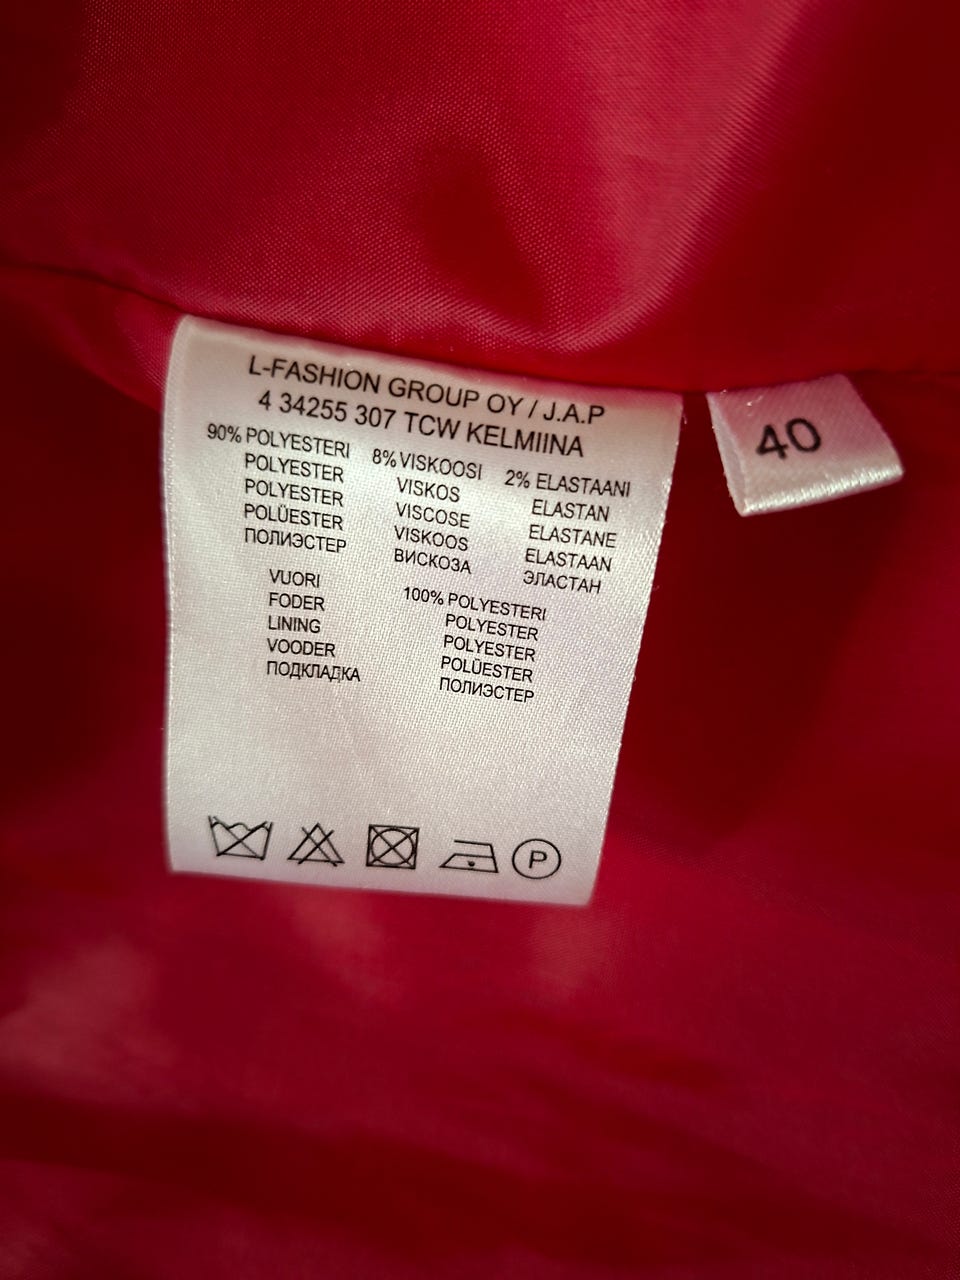 L-FASHION GROUP OY / J.A.P
4 34255 307 TCW KELMIINA
90% POLYESTERI
POLYESTER
POLYESTER
POLÜESTER
ПОЛИЭСТЕР
8% VISKOOSI
VISKOS
VISCOSE
VISKOOS
ВИСКОЗА
2% ELASTAANI
ELASTAN
ELASTANE
ELASTAAN
ЭЛАСТАН
VUORI
FODER
LINING
VOODER
ПОДКЛАДКА
100% POLYESTERI
POLYESTER
POLYESTER
POLÜESTER
ПОЛИЭСТЕР
P
40